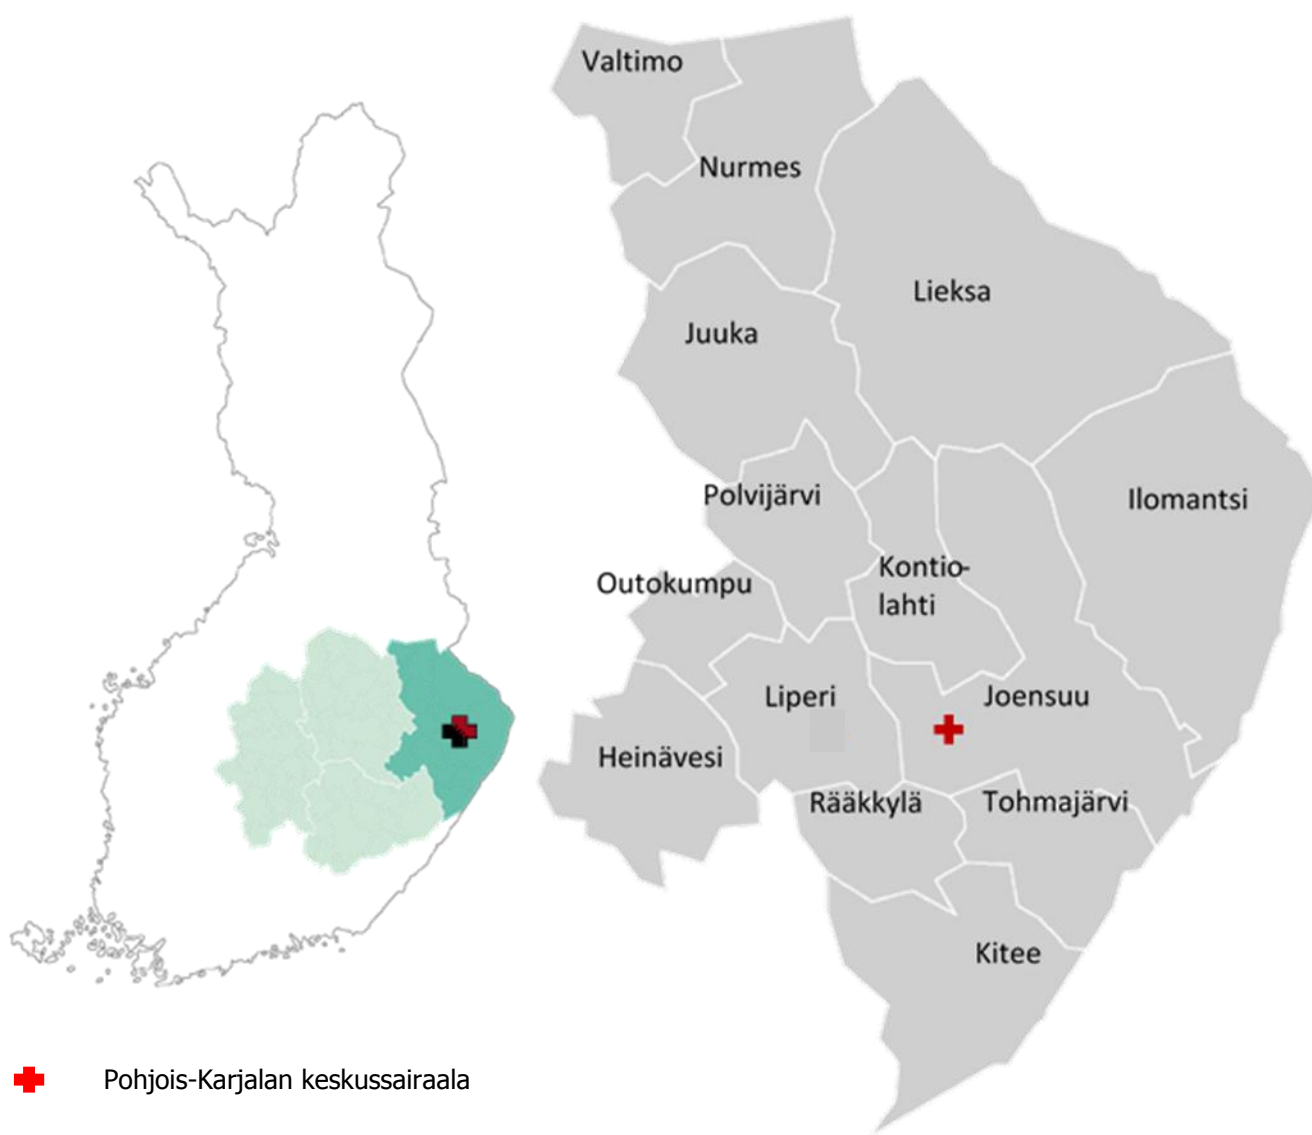 Valtimo
Nurmes
Lieksa
Juuka
Polvijärvi
Ilomantsi
Kontio-
lahti
Outokumpu
Liperi
Joensuu
Heinävesi
Rääkkylä
Tohmajärvi
Kitee
Pohjois-Karjalan keskussairaala